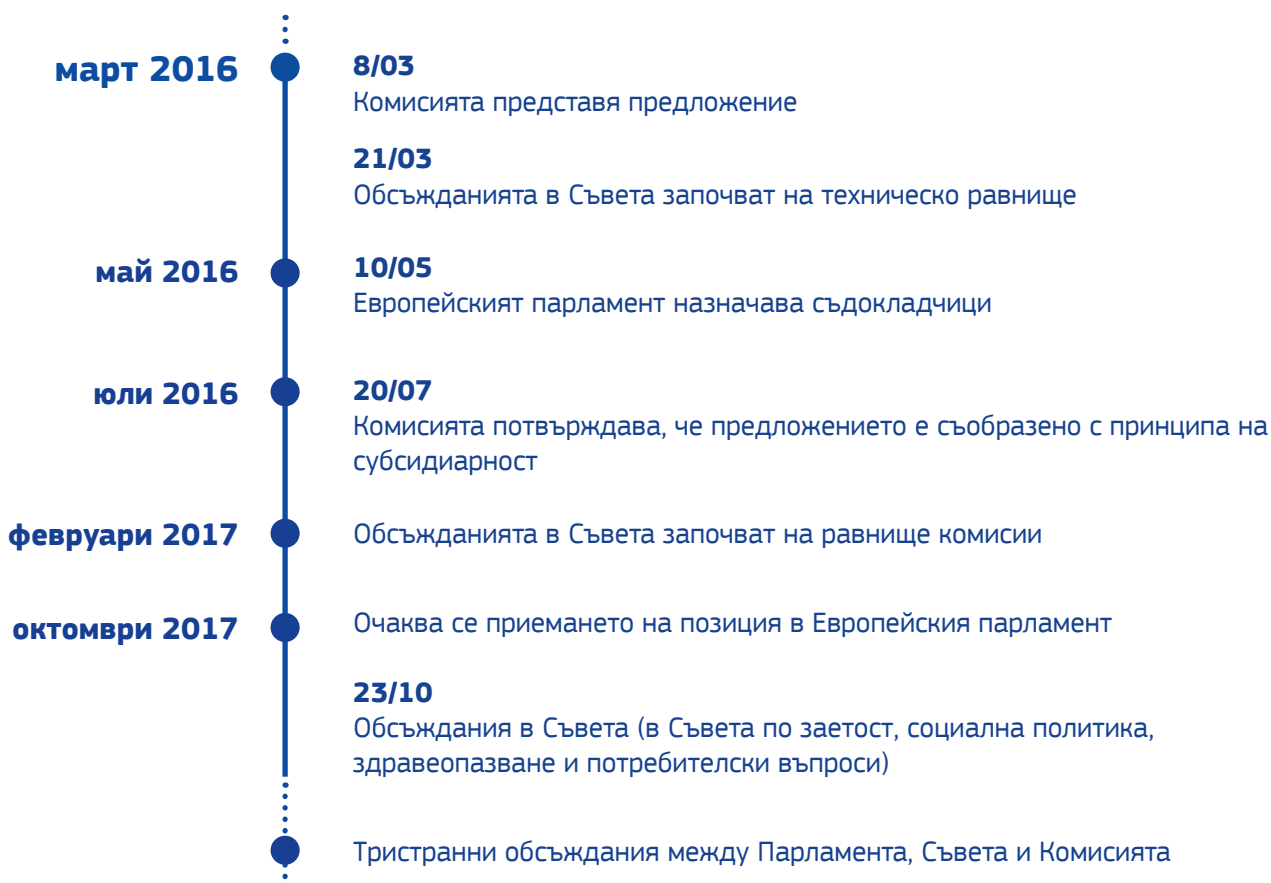 март 2016
8/03
Комисията представя предложение
21/03
Обсъжданията в Съвета започват на техническо равнище
май 2016
10/05
Европейският парламент назначава съдокладчици
юли 2016
20/07
Комисията потвърждава, че предложението е съобразено с принципа на
субсидиарност
февруари 2017
Обсъжданията в Съвета започват на равнище комисии
октомври 2017
Очаква се приемането на позиция в Европейския парламент
23/10
Обсъждания в Съвета (в Съвета по заетост, социална политика,
здравеопазване и потребителски въпроси)
Тристранни обсъждания между Парламента, Съвета и Комисията